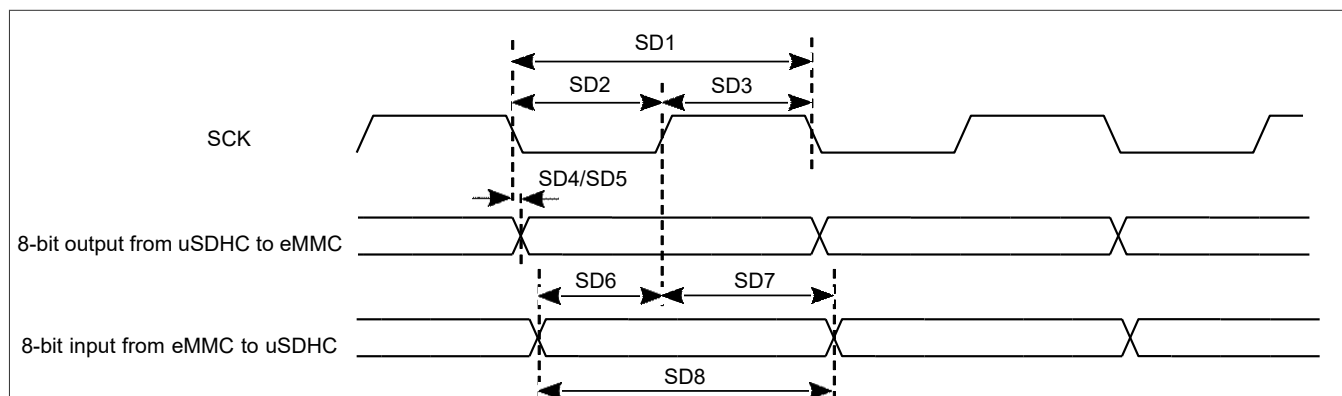 SD1
SD2
SD3
SCK
SD4/SD5
8-bit output from uSDHC to eMMC
SD6
SD7
8-bit input from eMMC to uSDHC
SD8